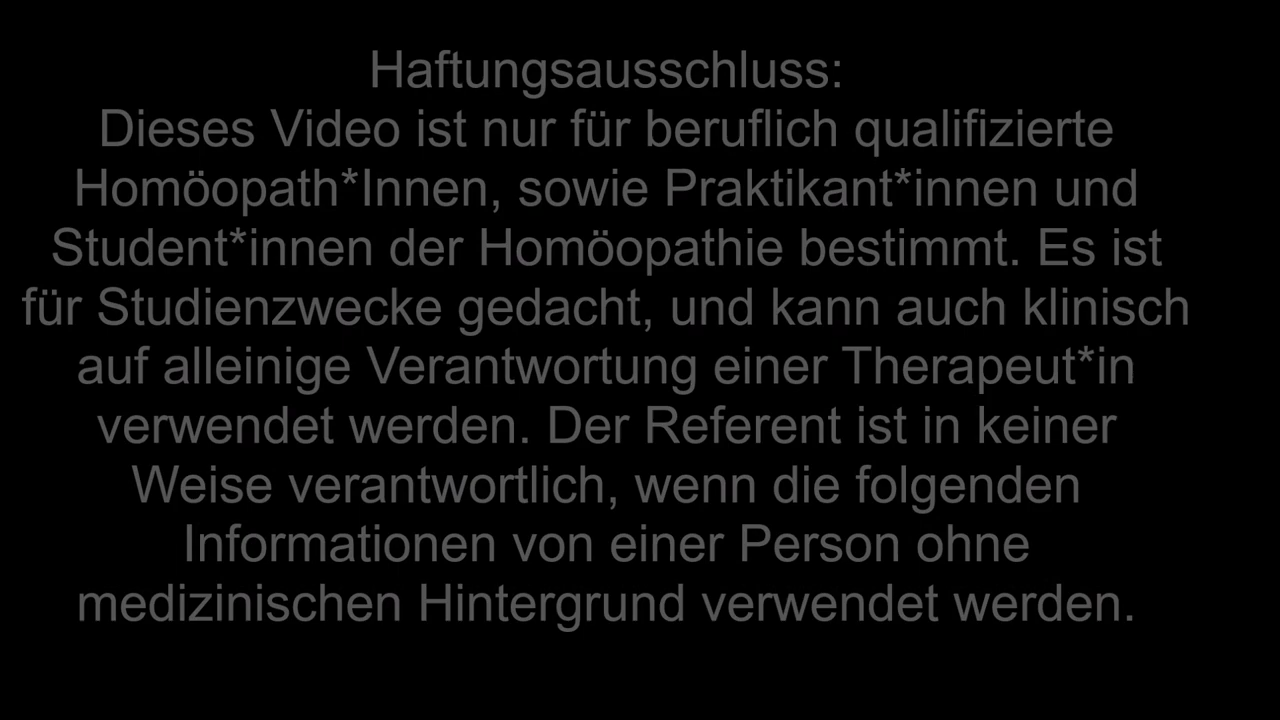 Haftungsausschluss:
Dieses Video ist nur für beruflich qualifizierte
Homöopath*Innen, sowie Praktikant*innen und
Student*innen der Homöopathie bestimmt. Es ist
für Studienzwecke gedacht, und kann auch klinisch
auf alleinige Verantwortung einer Therapeut*in
verwendet werden. Der Referent ist in keiner
Weise verantwortlich, wenn die folgenden
Informationen von einer Person ohne
medizinischen Hintergrund verwendet werden.